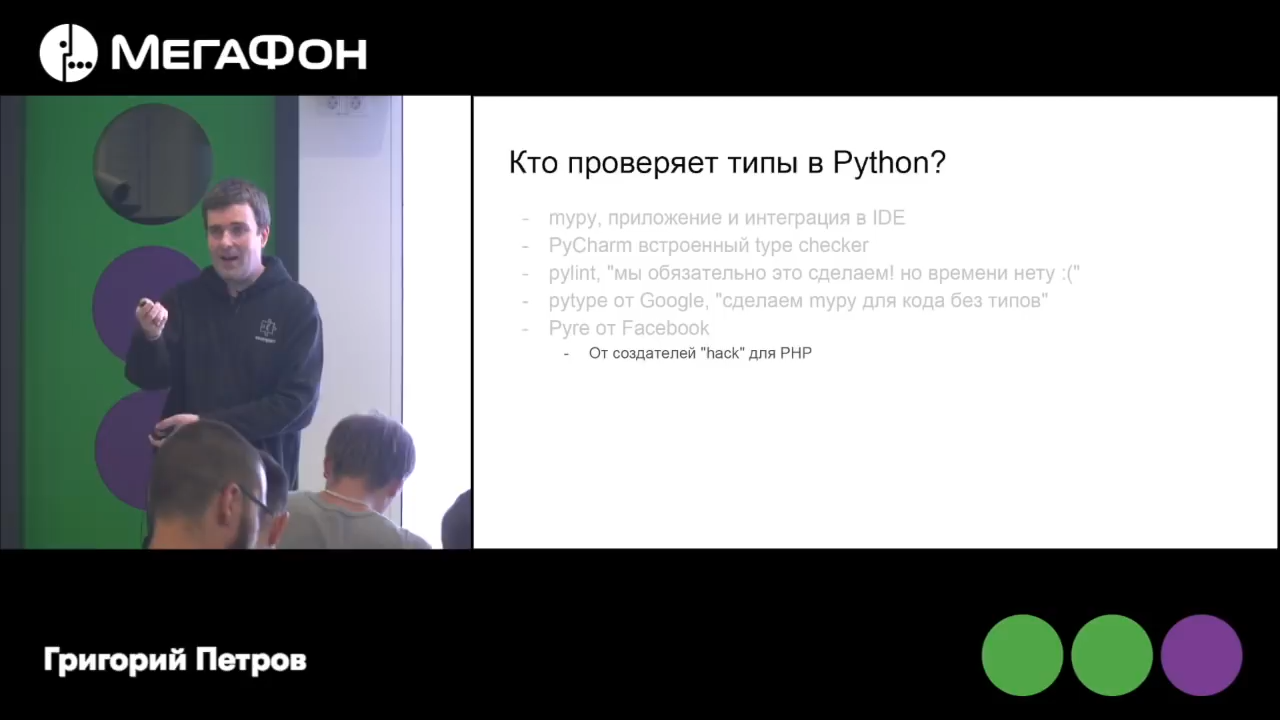 МегаФон
Кто проверяет типы в Python?
- mypy, приложение и интеграция в IDE
- PyCharm встроенный type checker
- pylint, "мы обязательно это сделаем! но времени нету :("
- pytype от Google, "сделаем mypy для кода без типов"
- Pyre от Facebook
- От создателей "hack" для PHP
Григорий Петров